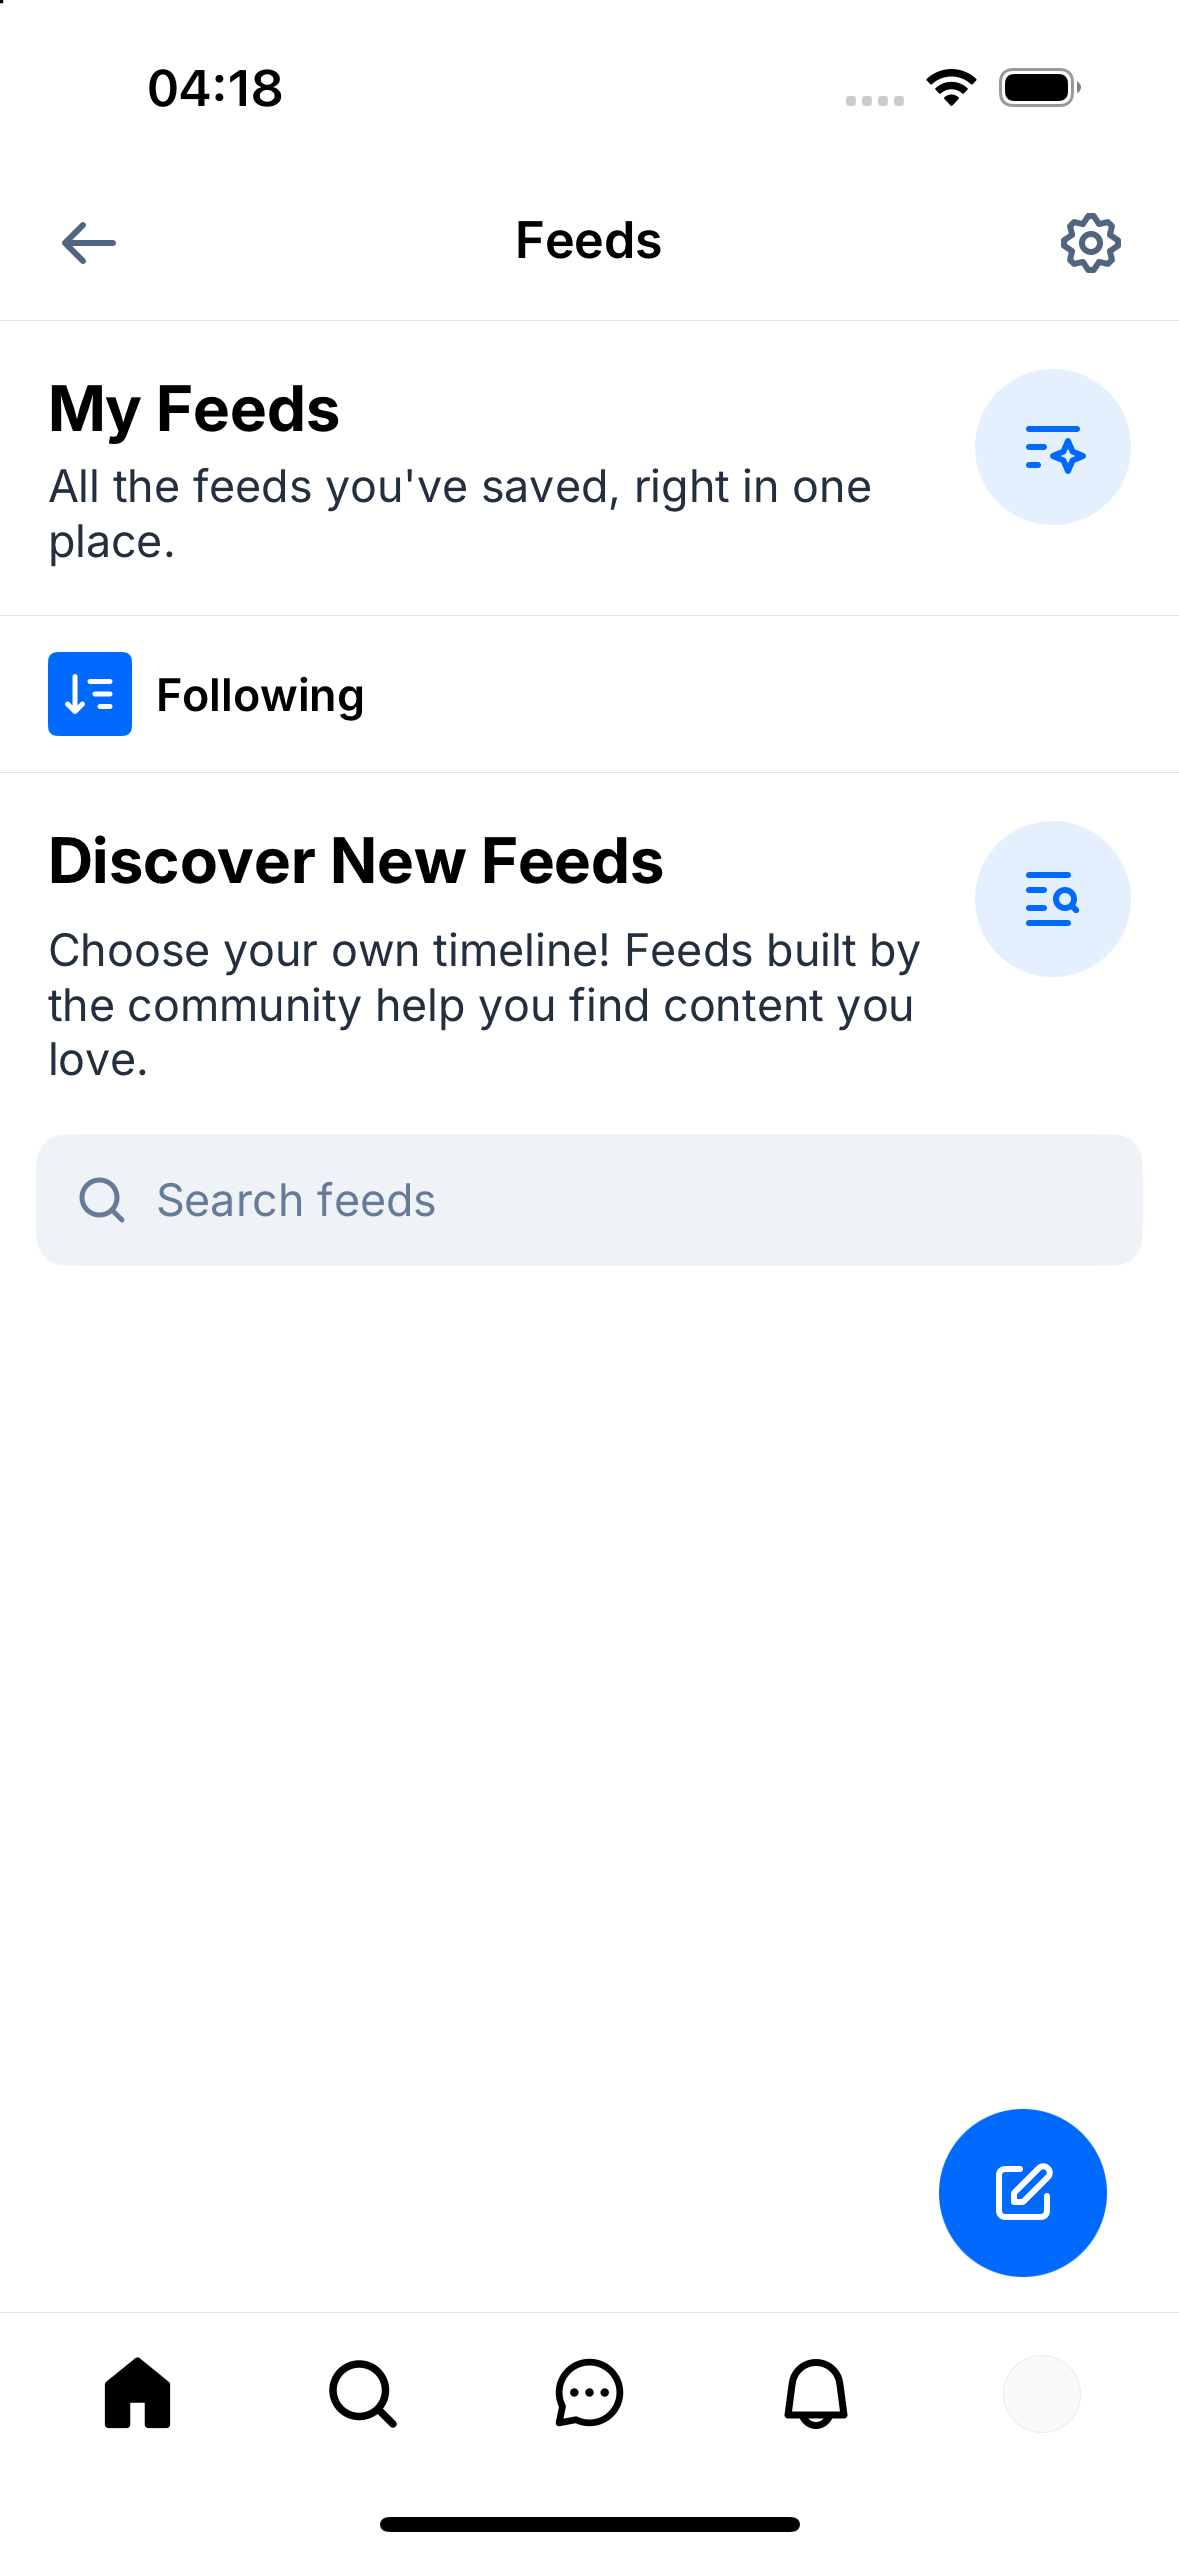 04:18
Feeds
My Feeds
All the feeds you've saved, right in one
place.
Following
Discover New Feeds
Choose your own timeline! Feeds built by
the community help you find content you
love.
Search feeds